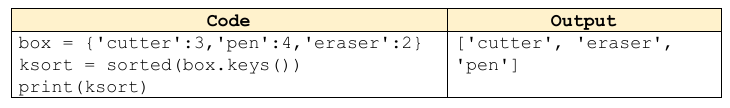 Code
Output
box = {'cutter':3,'pen':4,'eraser':2}
ksort = sorted(box.keys())
print(ksort)
['cutter', 'eraser',
'pen']